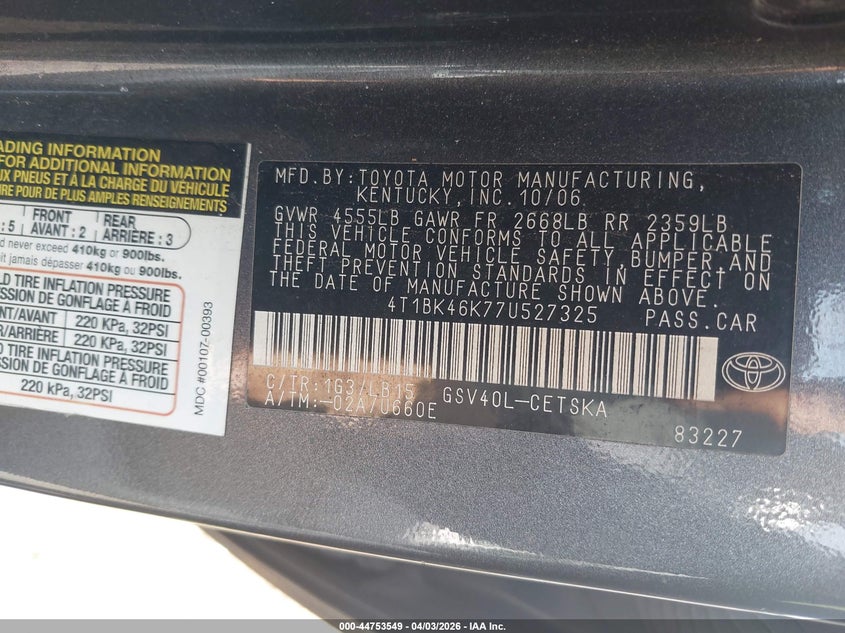 ADING INFORMATION
FOR ADDITIONAL INFORMATION
UX PNEUS ET À LA CHARGE DU VÉHICULE
IRE POUR DE PLUS AMPLES RENSEIGNEMENTS
: 5 FRONT AVANT : 2 REAR ARRIÈRE : 3
d never exceed 410kg or 900lbs.
it jamais dépasser 410kg ou 900lbs.
D TIRE INFLATION PRESSURE
PRESSION DE GONFLAGE À FROID
NT/AVANT 220 KPA, 32PSI
R/ARRIÈRE 220 KPA, 32PSI
D TIRE INFLATION PRESSURE
SSION DE GONFLAGE À FROID
220 KPA, 32PSI
MDC #00107-00393
MFD.BY:TOYOTA MOTOR MANUFACTURING,
KENTUCKY, INC.10/06
GVWR 4555LB GAWR FR 2668LB RR 2359LB
THIS VEHICLE CONFORMS TO ALL APPLICABLE
FEDERAL MOTOR VEHICLE SAFETY, BUMPER,AND
THEFT PREVENTION STANDARDS IN EFFECT ON
THE DATE OF MANUFACTURE SHOWN ABOVE.
4T1BK46K77U527325 PASS.CAR
C/TR:1G3/LB15 GSV40L-CETSKA
A/TM:-02A/U660E
83227
TOYOTA
000-44753549 | 04/03/2026 | IAA Inc.